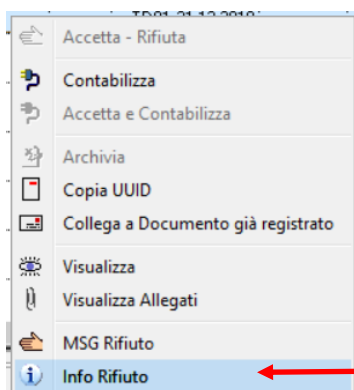 Accetta - Rifiuta
Contabilizza
Accetta e Contabilizza
Archivia
Copia UUID
Collega a Documento già registrato
Visualizza
Visualizza Allegati
MSG Rifiuto
Info Rifiuto